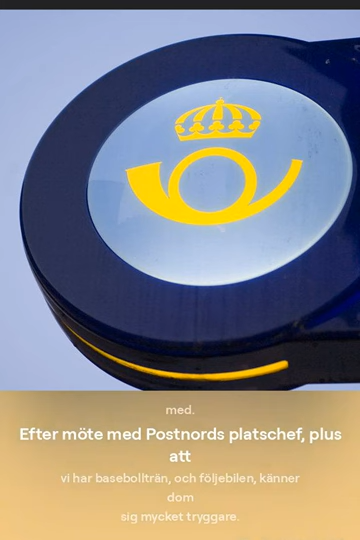 med.
Efter möte med Postnords platschef, plus
att
vi har basebollträn, och följebilen, känner
dom
sig mycket tryggare.